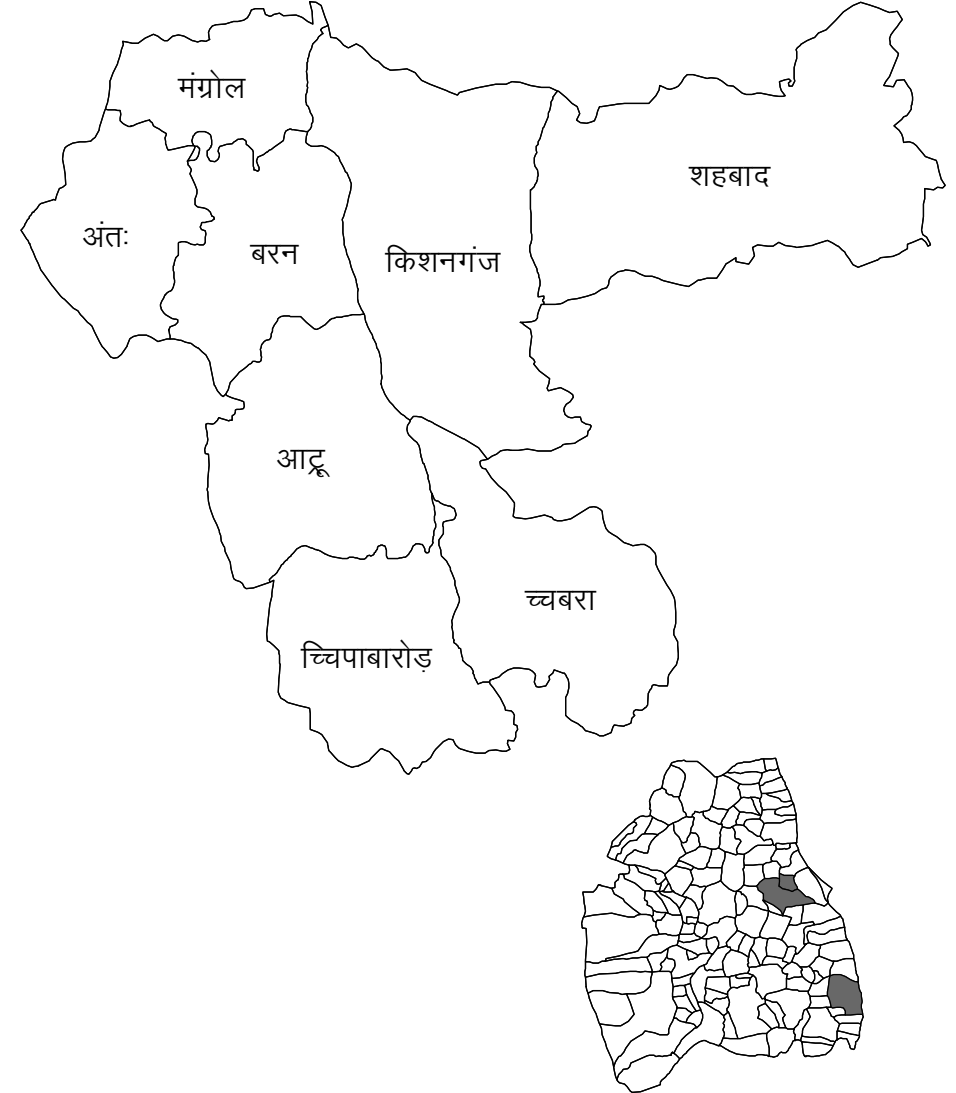 मंग्रोल
शहबाद
अंतः
बरन
किशनगंज
आट्रू
च्चबरा
च्चिपाबारोड़